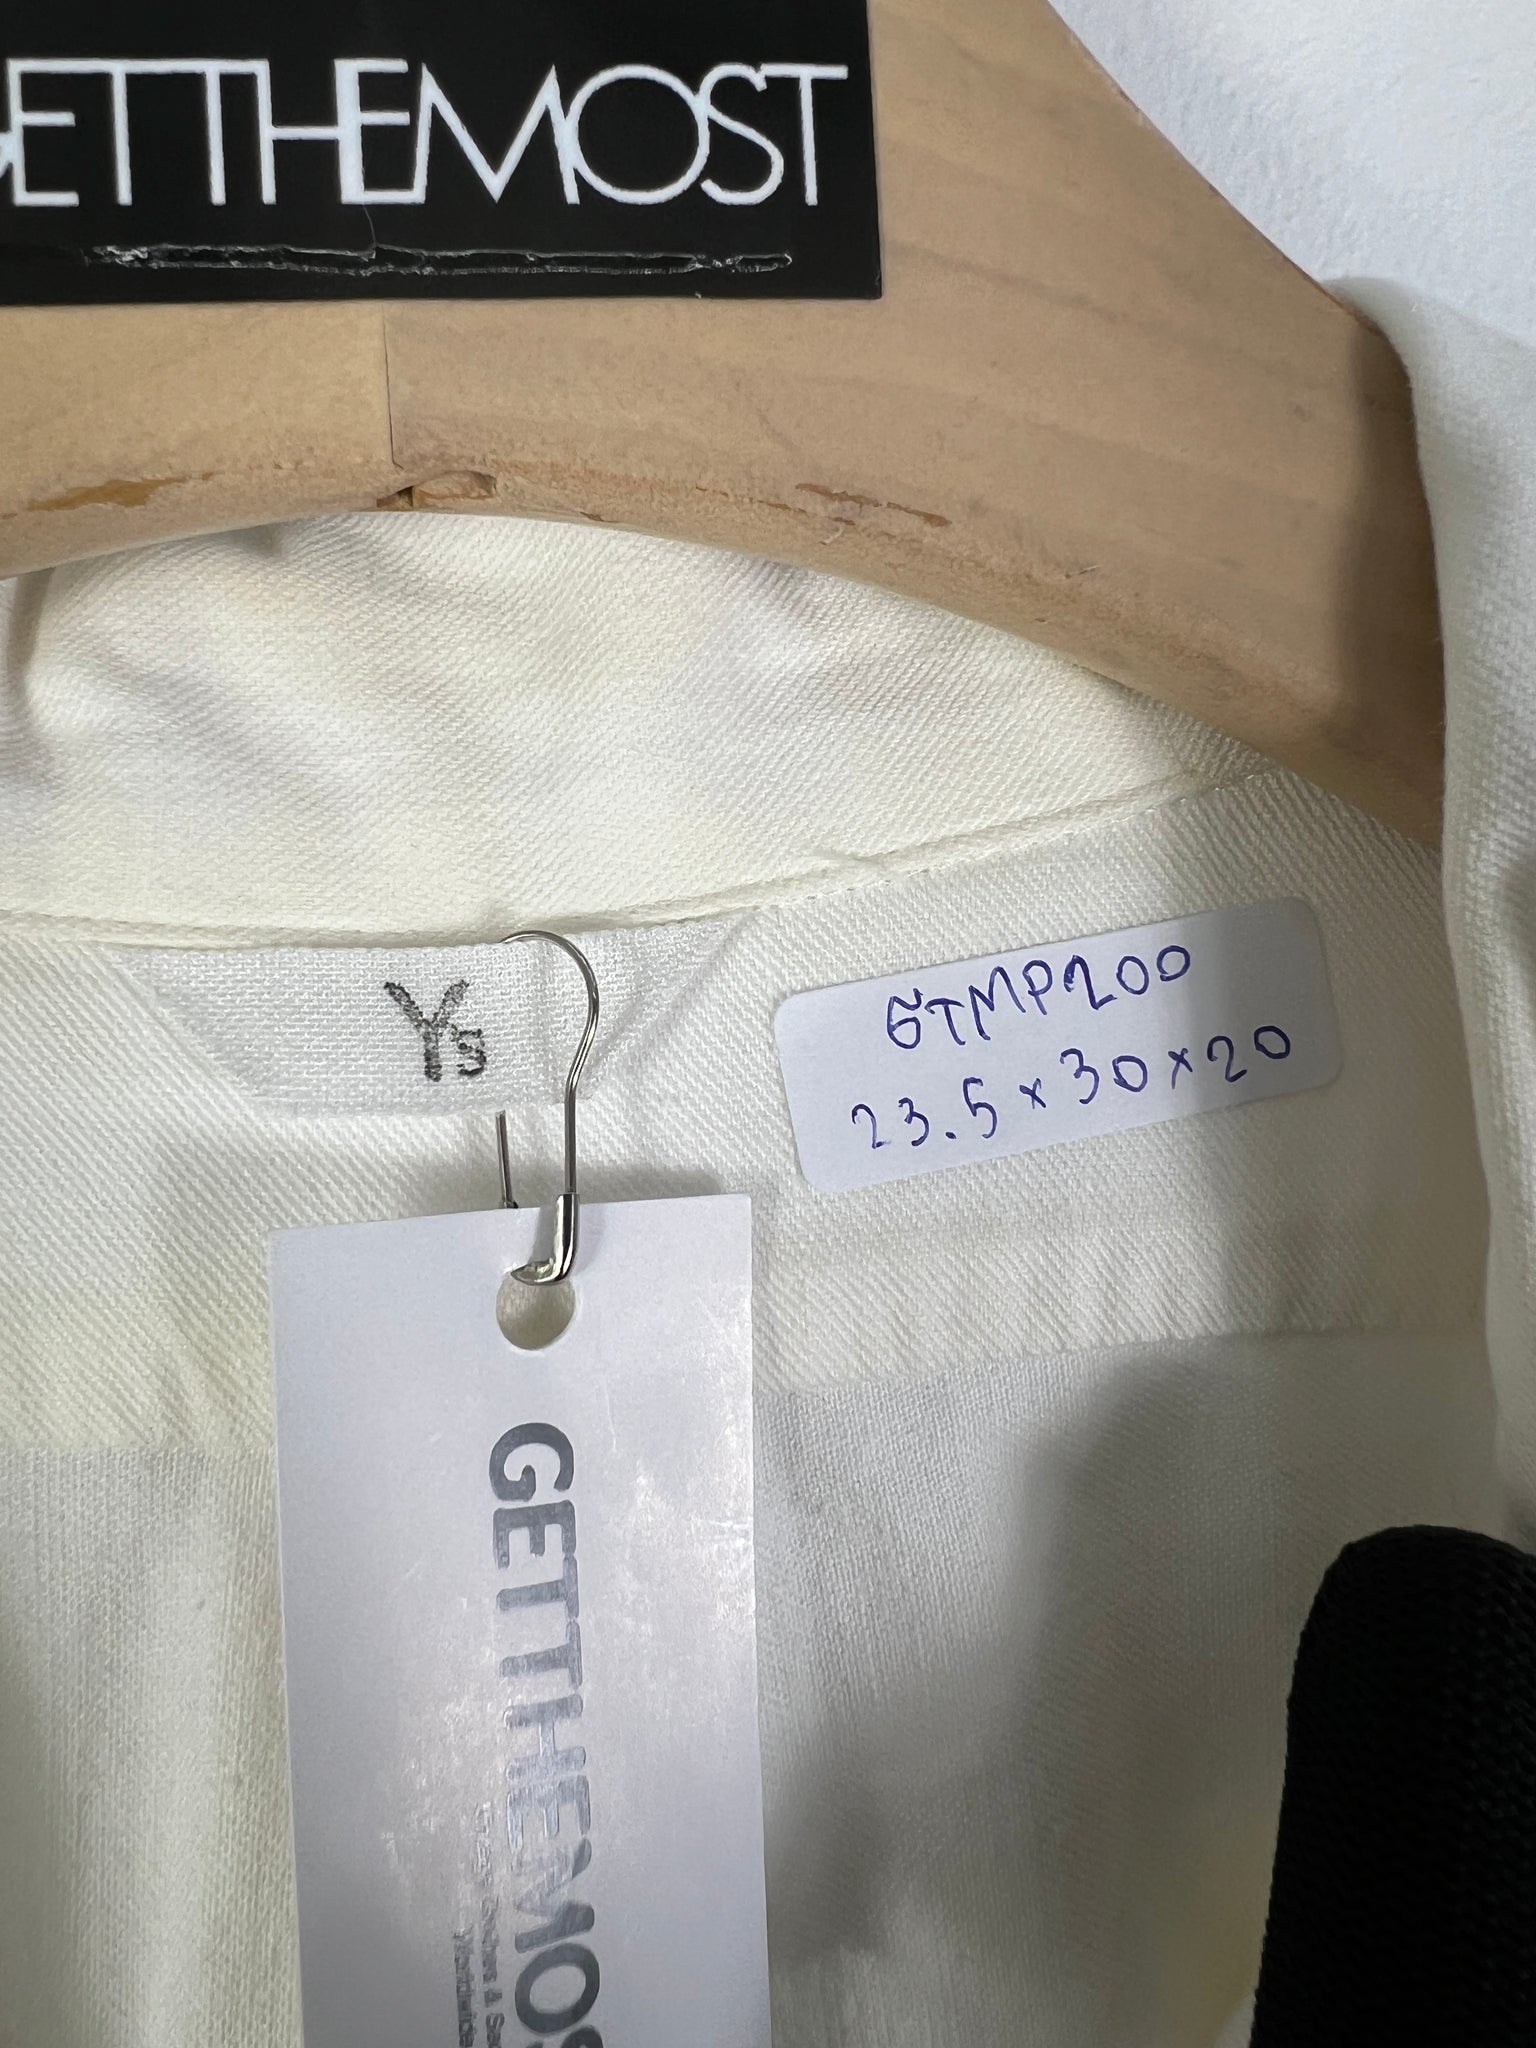 GETTHEMOST
Y's
GTMP200
23.5 x 30 x 20
GETTHEMOS